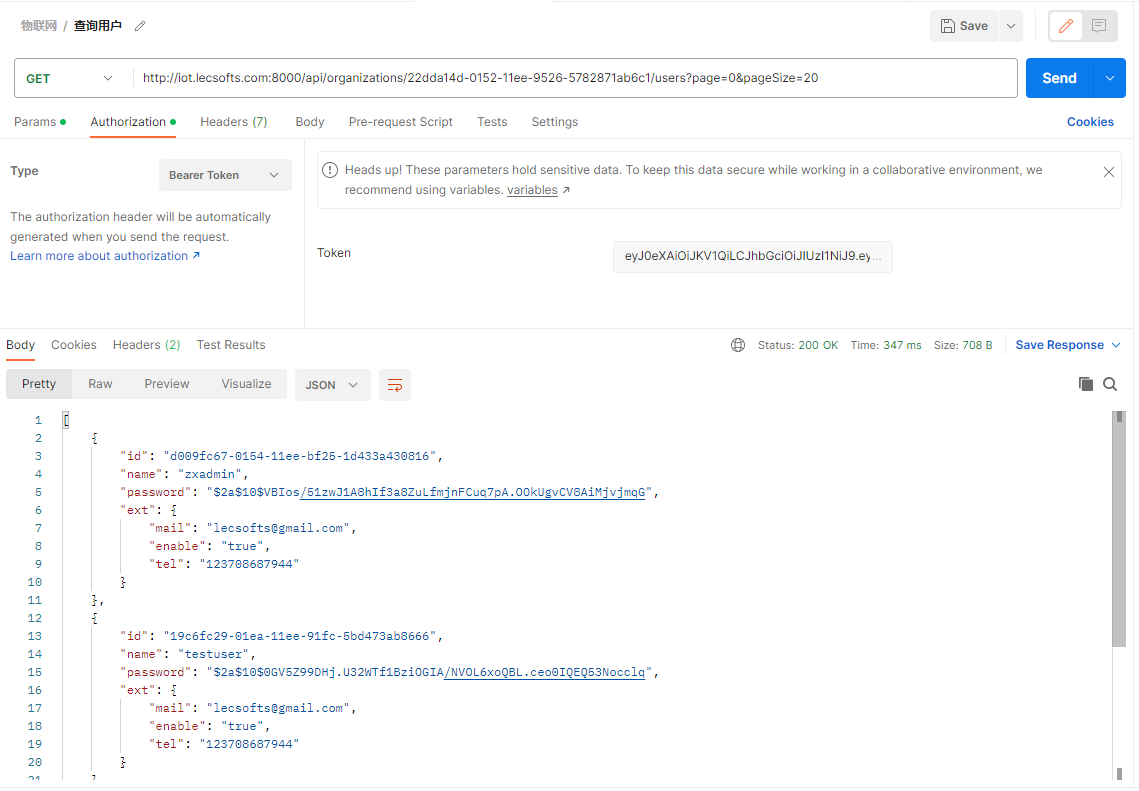 物联网 / 查询用户
Save
GET http://iot.lecsofts.com:8000/api/organizations/22dda14d-0152-11ee-9526-5782871ab6c1/users?page=0&pageSize=20 Send
Params Authorization Headers (7) Body Pre-request Script Tests Settings Cookies
Type Bearer Token
The authorization header will be automatically
generated when you send the request.
Learn more about authorization ↗
Heads up! These parameters hold sensitive data. To keep this data secure while working in a collaborative environment, we
recommend using variables. variables ↗
Token eyJ0eXAiOiJKV1QiLCJhbGciOiJIUzI1NiJ9.ey...
Body Cookies Headers (2) Test Results Status: 200 OK Time: 347 ms Size: 708 B Save Response
Pretty Raw Preview Visualize JSON
1 [
2 {
3 "id": "d009fc67-0154-11ee-bf25-1d433a430816",
4 "name": "zxadmin",
5 "password": "$2a$10$VBIos/51zwJ1A8hIf3a8ZuLfmjnFCuq7pA.OOkUgvCV8AiMjvjmqG",
6 "ext": {
7 "mail": "lecsofts@gmail.com",
8 "enable": "true",
9 "tel": "123708687944"
10 }
11 },
12 {
13 "id": "19c6fc29-01ea-11ee-91fc-5bd473ab8666",
14 "name": "testuser",
15 "password": "$2a$10$0GV5Z99DHj.U32WTf1BziOGIA/NVOL6xoQBL.ceo0IQEQ53Nocclq",
16 "ext": {
17 "mail": "lecsofts@gmail.com",
18 "enable": "true",
19 "tel": "123708687944"
20 }